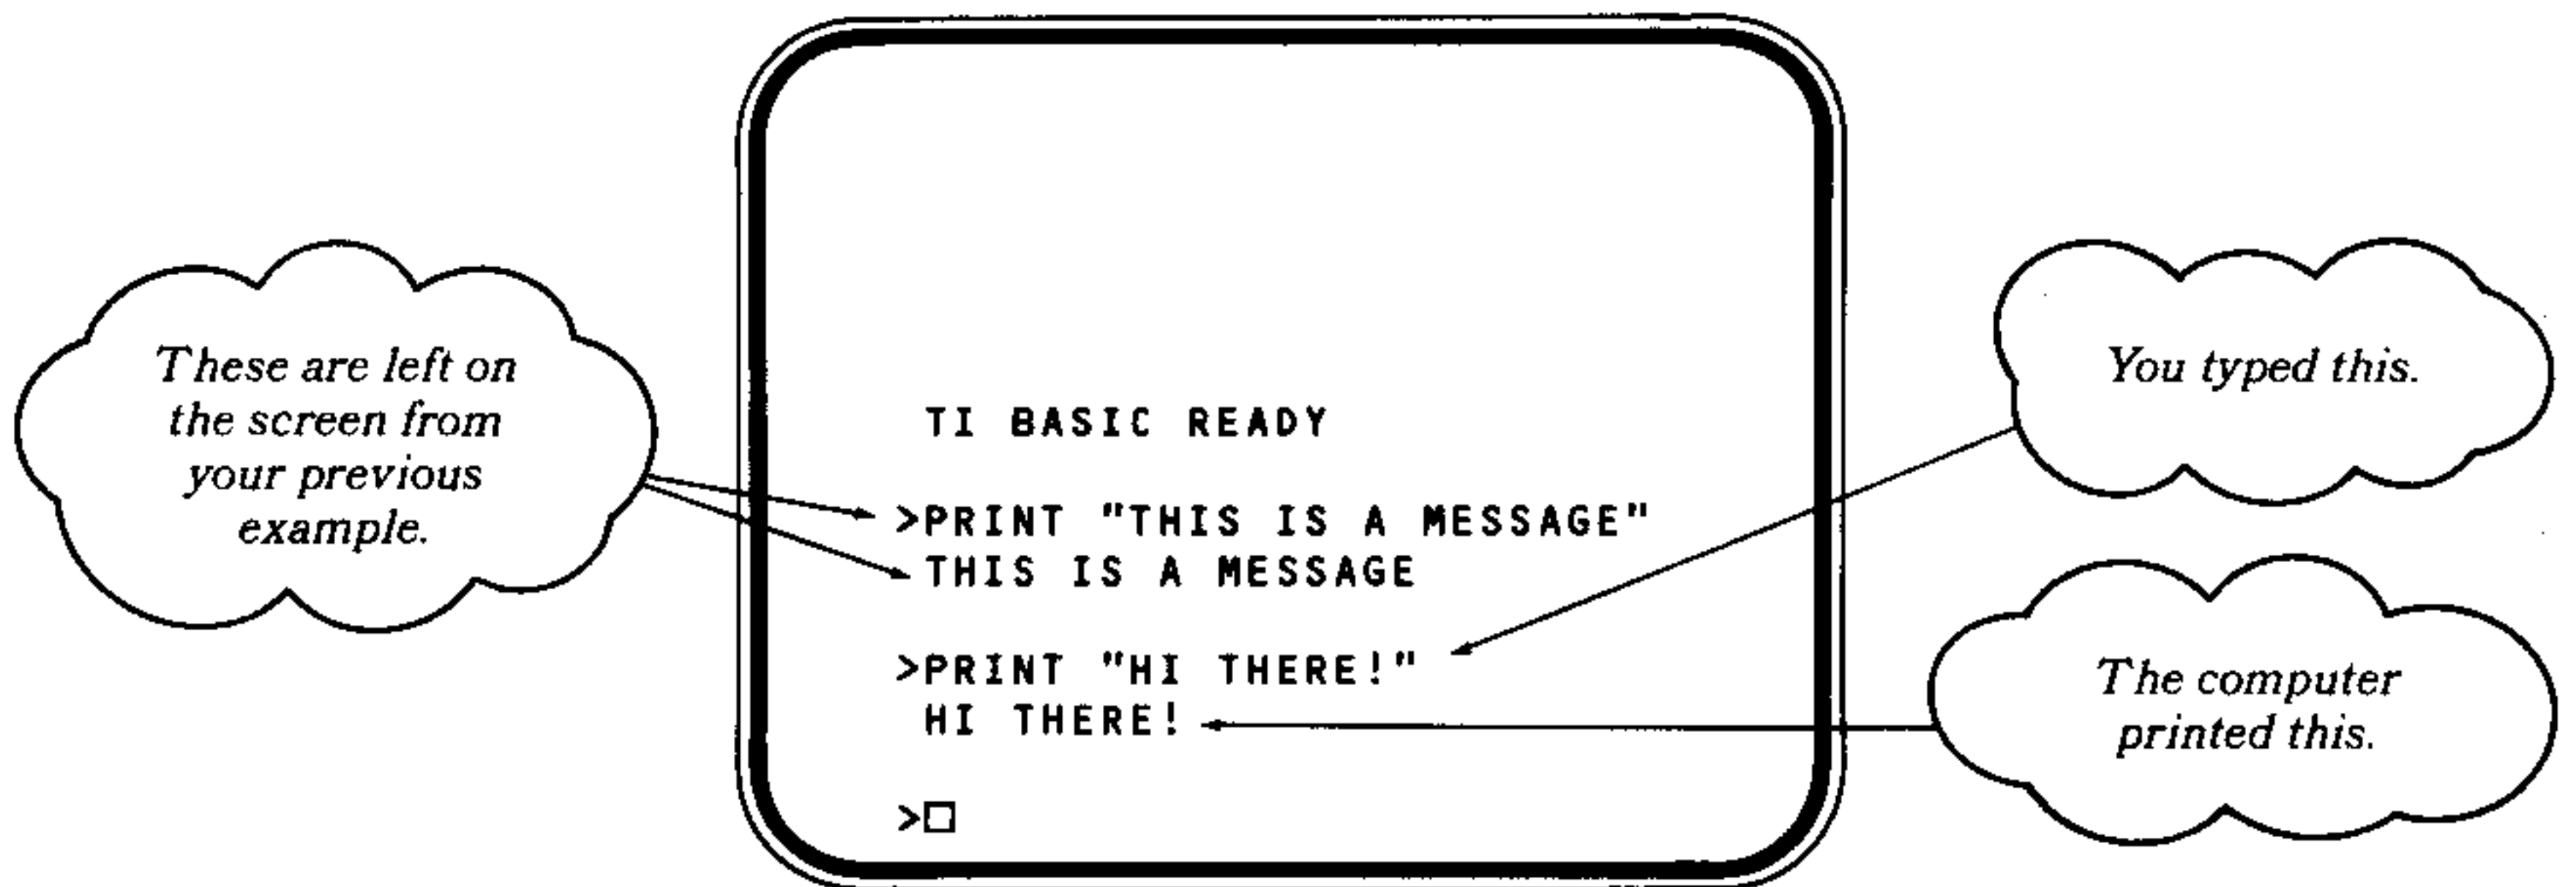 These are left on
the screen from
your previous
example.
TI BASIC READY
>PRINT "THIS IS A MESSAGE"
THIS IS A MESSAGE
>PRINT "HI THERE!"
HI THERE!
>□
You typed this.
The computer
printed this.